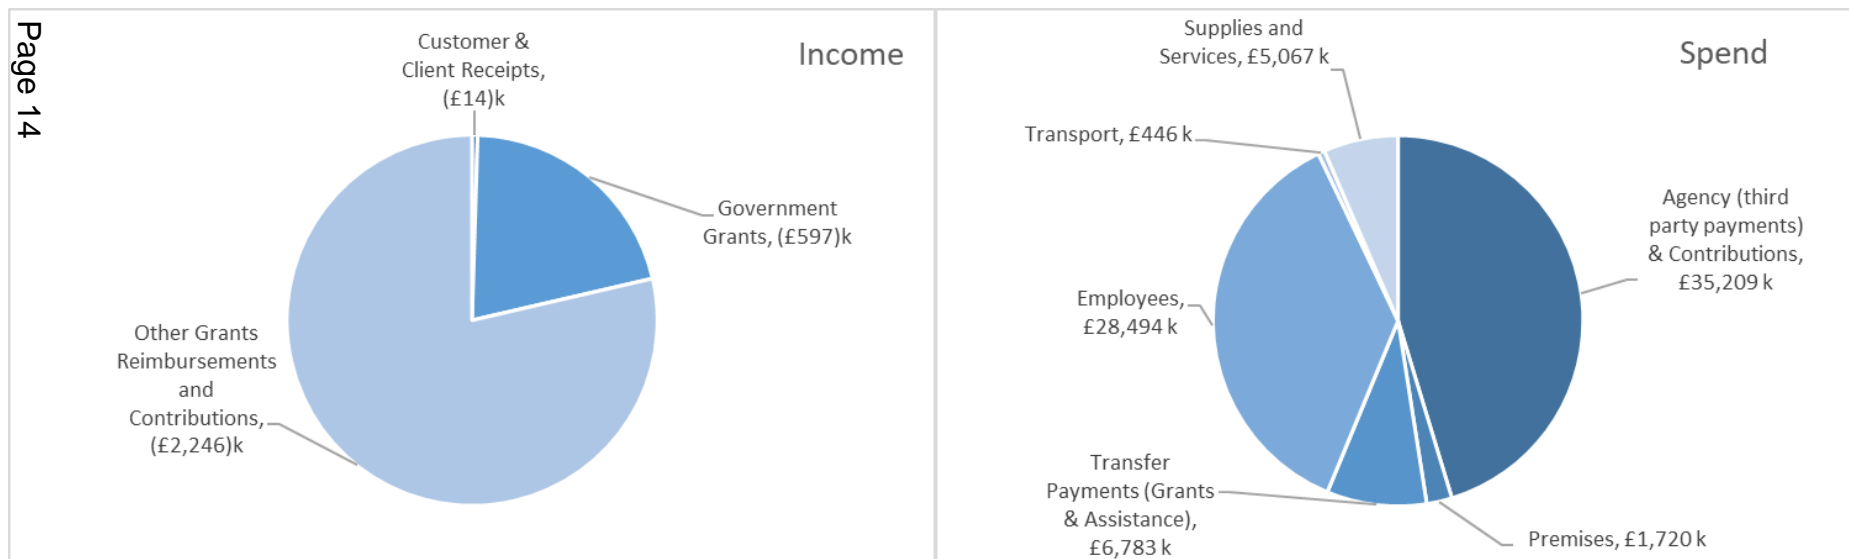 Page 14
Income
Customer &
Client Receipts,
(£14)k
Government
Grants, (£597)k
Other Grants
Reimbursements
and
Contributions,
(£2,246)k
Spend
Supplies and
Services, £5,067 k
Transport, £446 k
Agency (third
party payments)
& Contributions,
£35,209 k
Employees,
£28,494 k
Transfer
Payments (Grants
& Assistance),
£6,783 k
Premises, £1,720 k